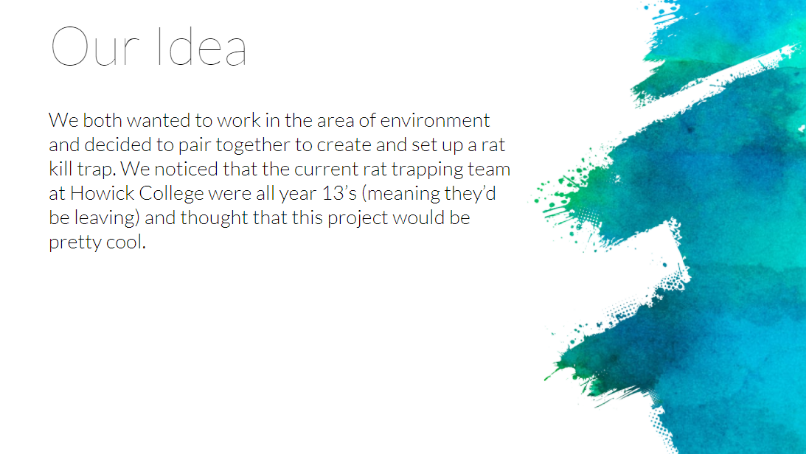 Our Idea
We both wanted to work in the area of environment
and decided to pair together to create and set up a rat
kill trap. We noticed that the current rat trapping team
at Howick College were all year 13’s (meaning they’d
be leaving) and thought that this project would be
pretty cool.